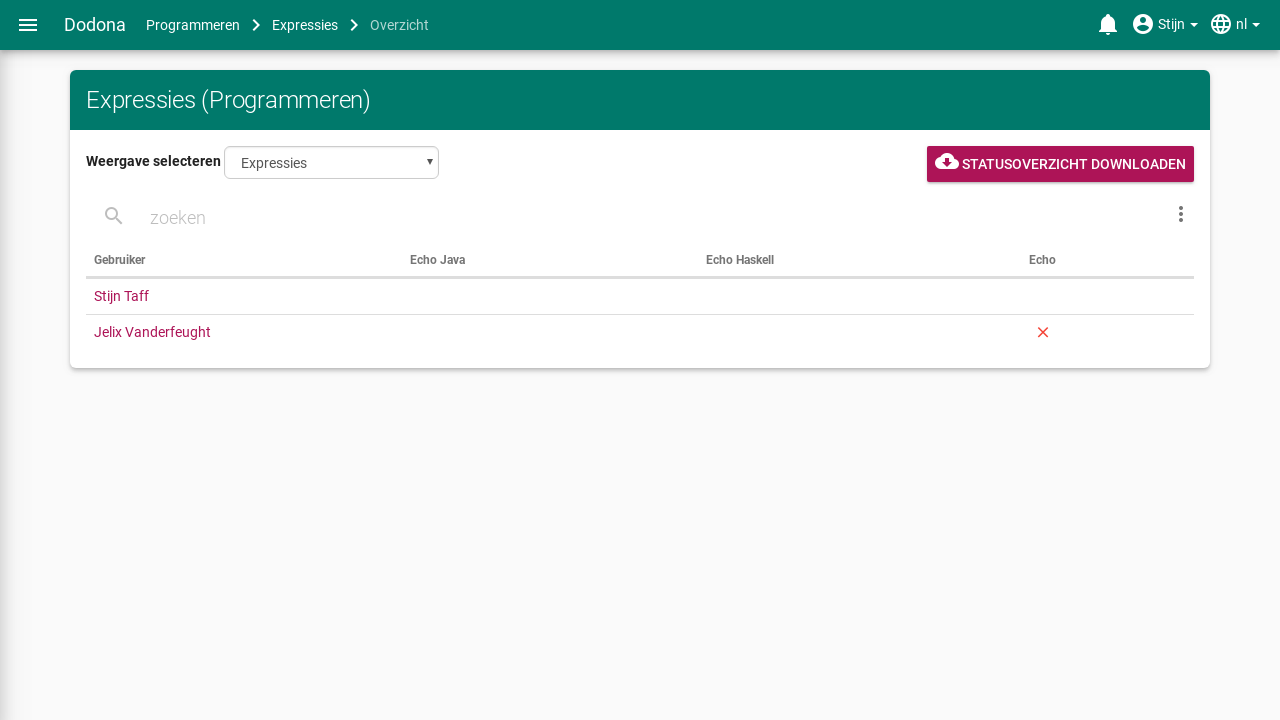 Dodona Programmeren Expressies Overzicht Stijn nl
Expressies (Programmeren)
Weergave selecteren Expressies STATUSOVERZICHT DOWNLOADEN
zoeken
Gebruiker Echo Java Echo Haskell Echo
Stijn Taff
Jelix Vanderfeught